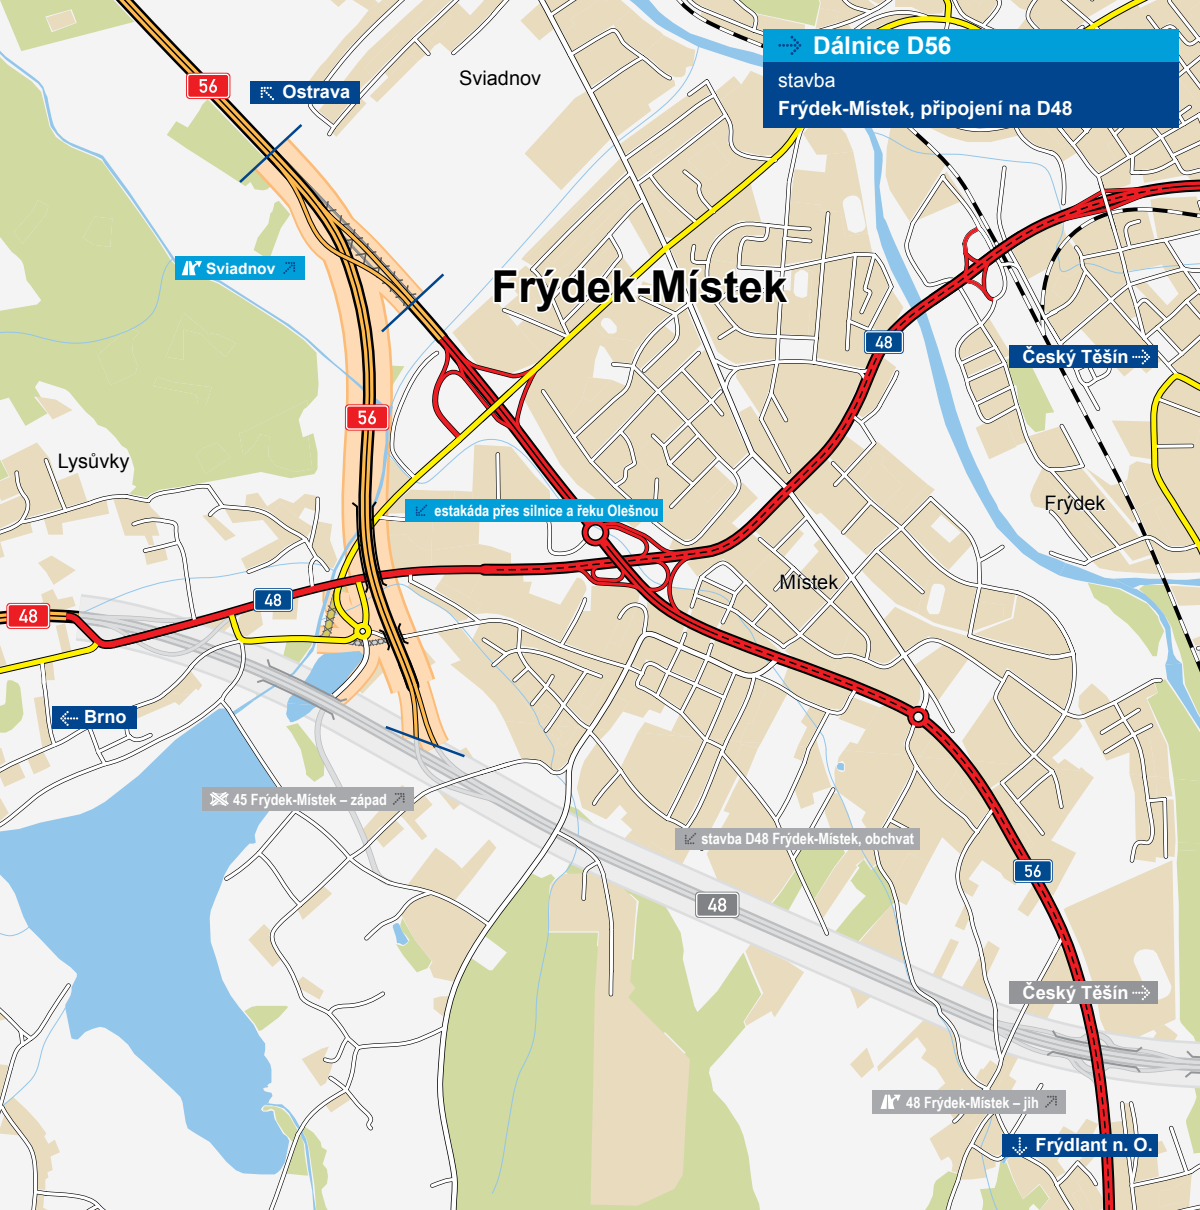 Dálnice D56
stavba
Frýdek-Místek, připojení na D48
56
Ostrava
Sviadnov
Sviadnov
Frýdek-Místek
48
Český Těšín
56
Lysůvky
estakáda přes silnice a řeku Olešnou
Frýdek
Místek
48
48
Brno
45 Frýdek-Místek – západ
stavba D48 Frýdek-Místek, obchvat
56
48
Český Těšín
48 Frýdek-Místek – jih
Frýdlant n. O.